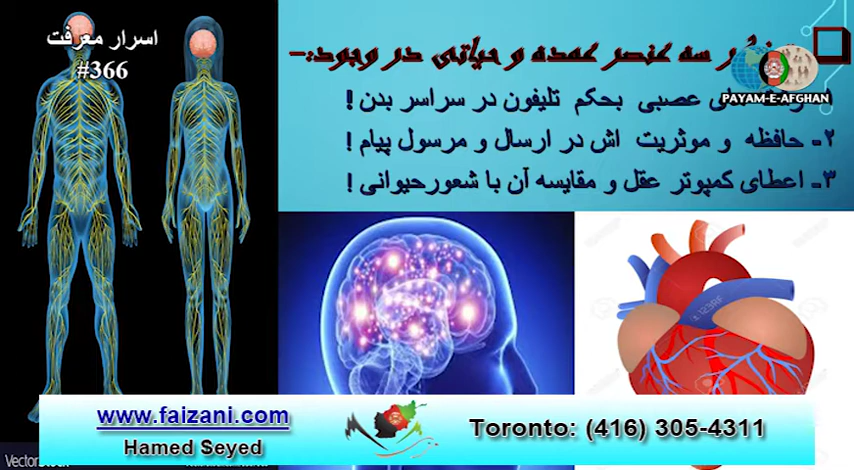 اسرار معرفت
#366
سه عنصر عمده و حیاتی در وجود:-
PAYAM-E-AFGHAN
عصبی بحکم تلیفون در سراسر بدن !
۲- حافظه و موثریت اش در ارسال و مرسول پیام !
۳- اعطای کمپوتر عقل و مقایسه آن با شعورحیوانی !
123RF
www.faizani.com
Hamed Seyed
Toronto: (416) 305-4311